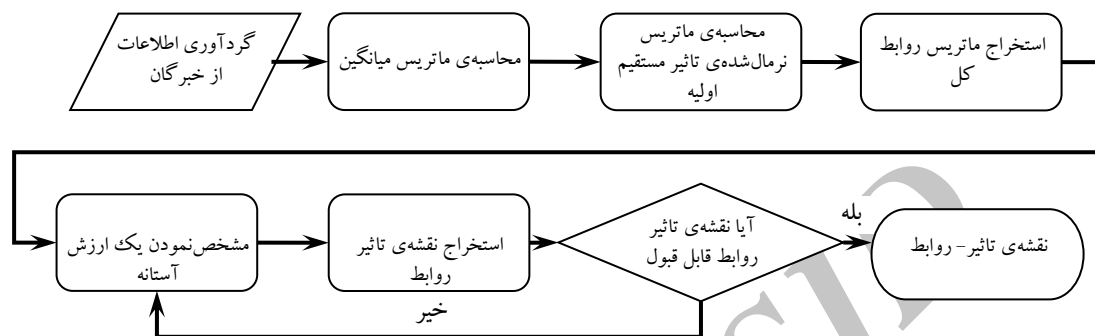 گردآوری اطلاعات
از خبرگان
محاسبه‌ی ماتریس میانگین
محاسبه‌ی ماتریس
نرمال‌شده‌ی تاثیر مستقیم
اولیه
استخراج ماتریس روابط
کل
مشخص‌نمودن یک ارزش
آستانه
استخراج نقشه‌ی تاثیر
روابط
آیا نقشه‌ی تاثیر
روابط قابل قبول
بله
نقشه‌ی تاثیر- روابط
خیر